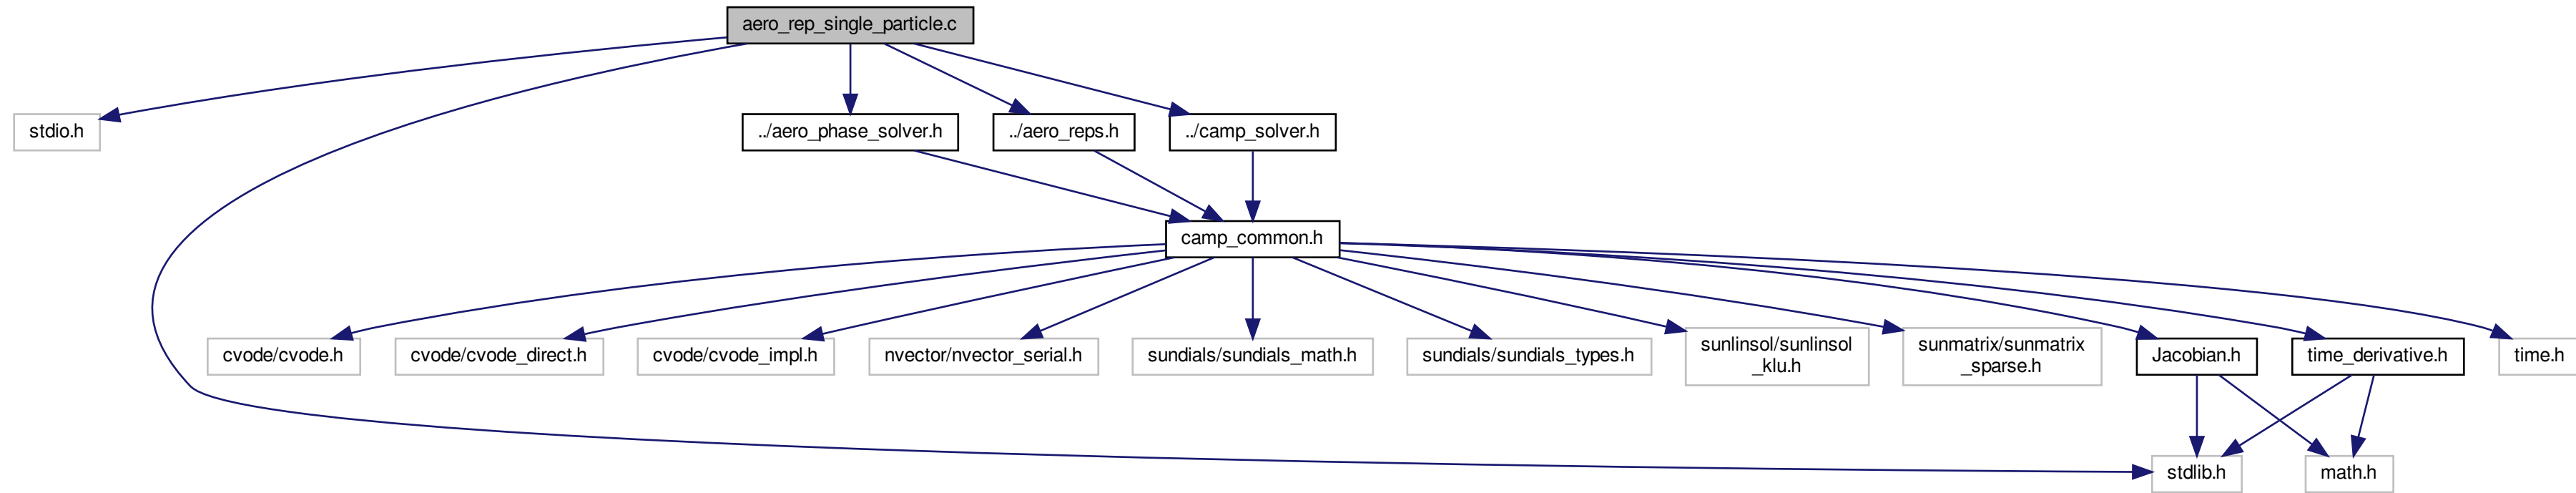 aero_rep_single_particle.c
stdio.h
../aero_phase_solver.h
../aero_reps.h
../camp_solver.h
camp_common.h
cvode/cvode.h
cvode/cvode_direct.h
cvode/cvode_impl.h
nvector/nvector_serial.h
sundials/sundials_math.h
sundials/sundials_types.h
sunlinsol/sunlinsol
_klu.h
sunmatrix/sunmatrix
_sparse.h
Jacobian.h
time_derivative.h
time.h
stdlib.h
math.h